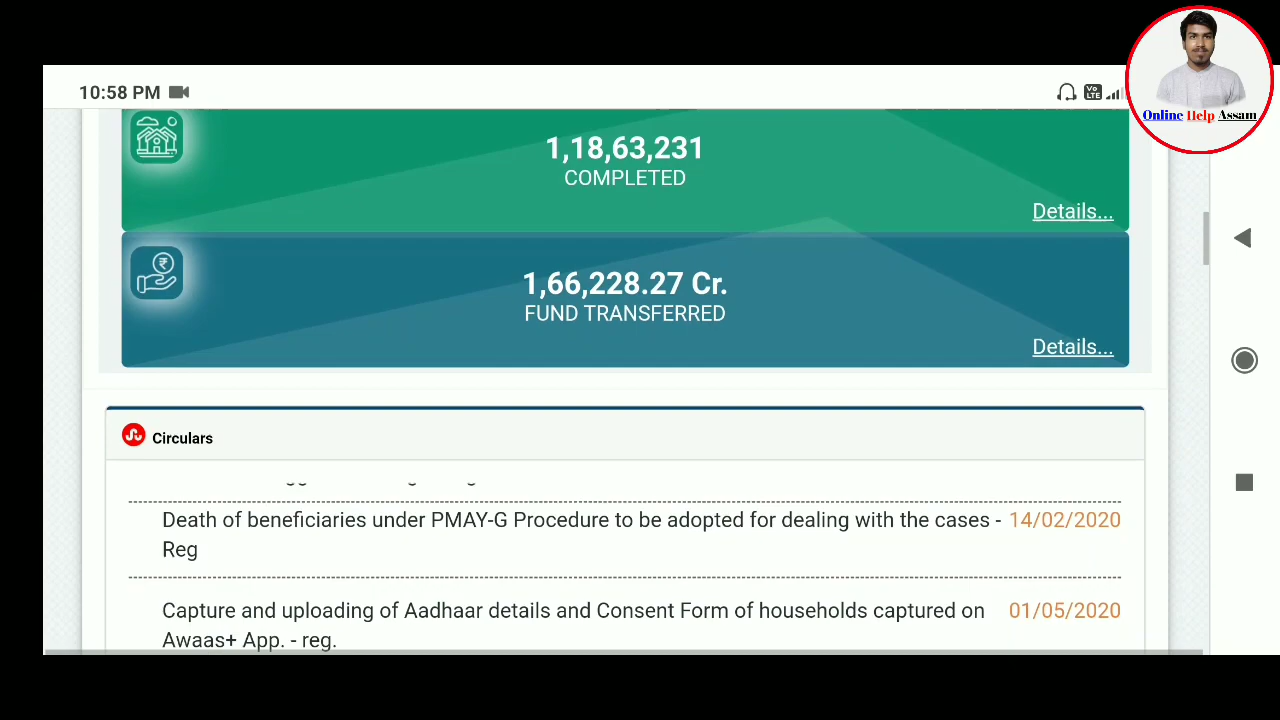 Online Help Assam
10:58 PM
Vo
LTE
1,18,63,231
COMPLETED
Details...
1,66,228.27 Cr.
FUND TRANSFERRED
Details...
Circulars
Death of beneficiaries under PMAY-G Procedure to be adopted for dealing with the cases - 14/02/2020
Reg
Capture and uploading of Aadhaar details and Consent Form of households captured on 01/05/2020
Awaas+ App. - reg.